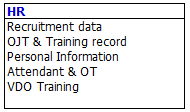 HR
Recruitment data
OJT & Training record
Personal Information
Attendant & OT
VDO Training